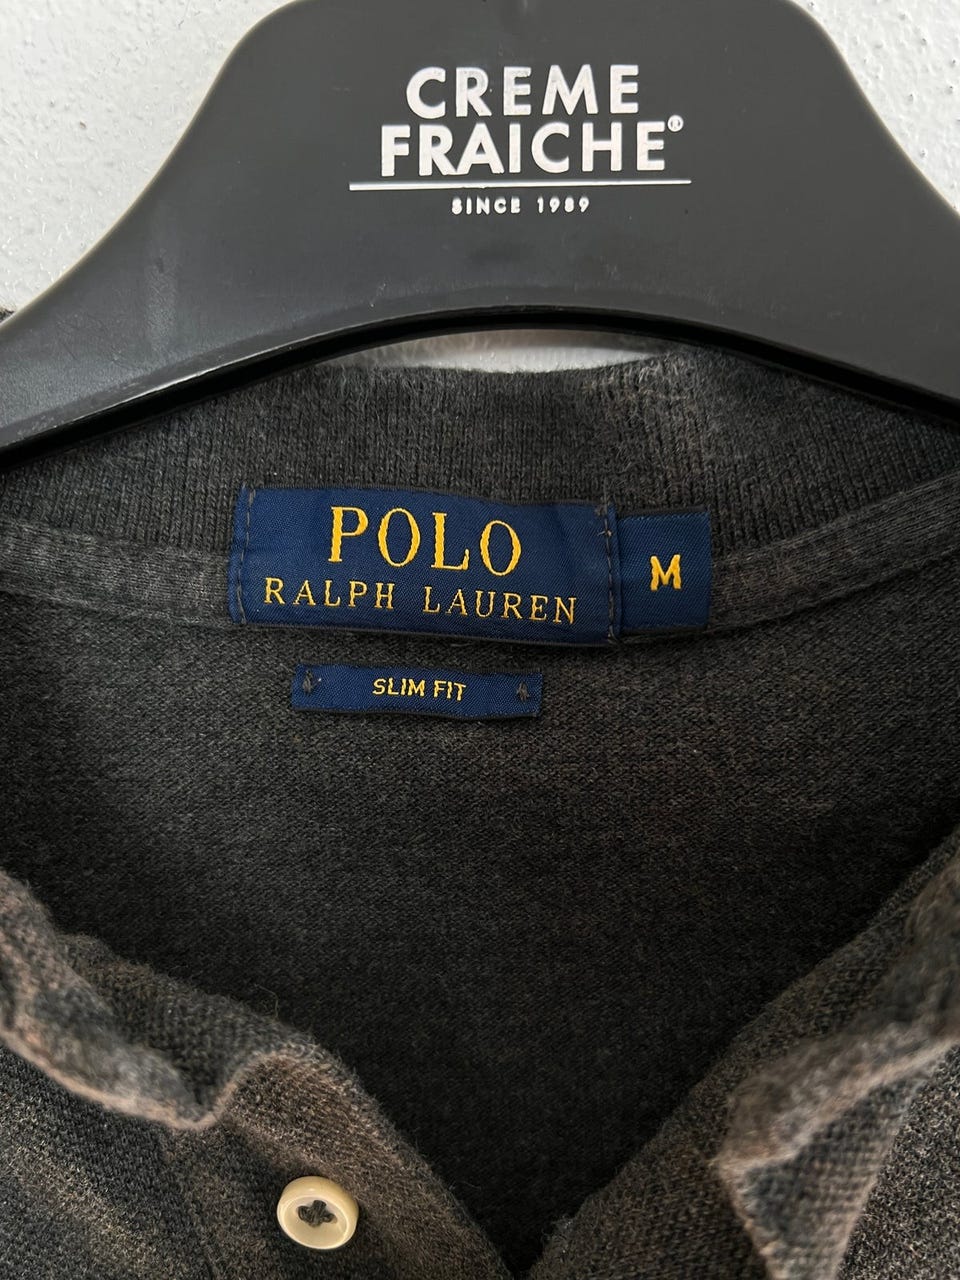 CREME
FRAICHE®
SINCE 1989
POLO
RALPH LAUREN
M
SLIM FIT